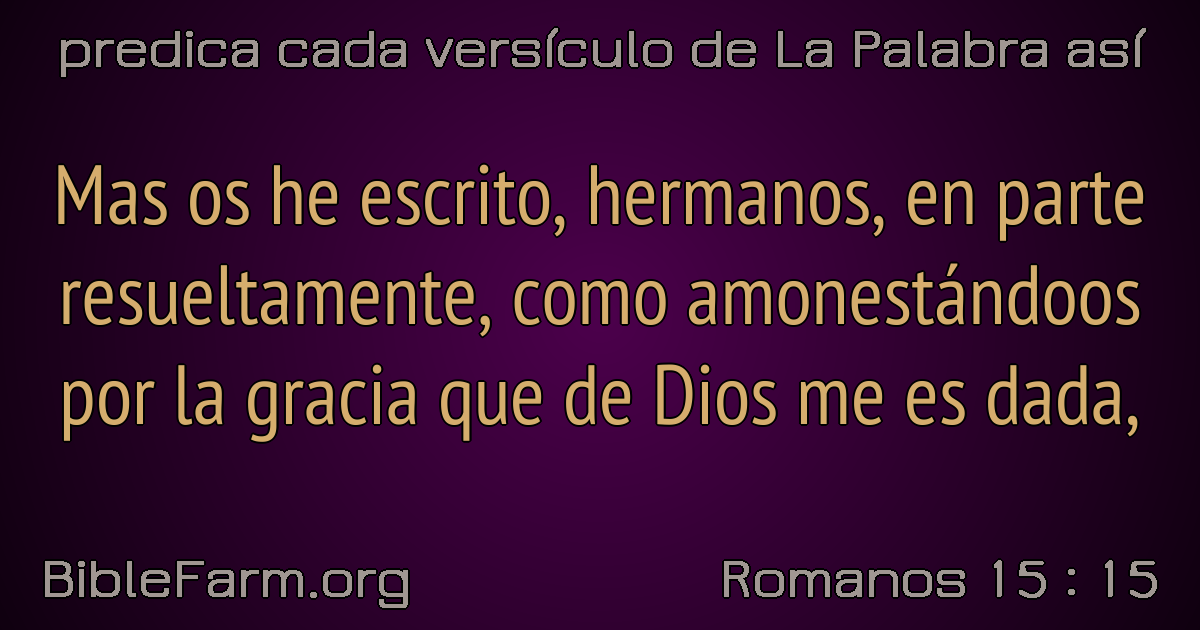 predica cada versículo de La Palabra así
Mas os he escrito, hermanos, en parte
resueltamente, como amonestándoos
por la gracia que de Dios me es dada,
BibleFarm.org
Romanos 15 : 15